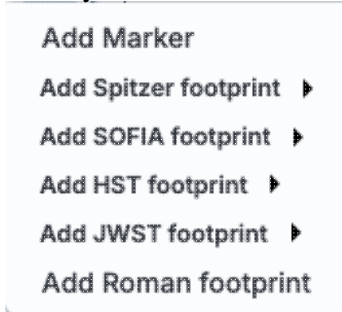 Add Marker
Add Spitzer footprint
Add SOFIA footprint
Add HST footprint
Add JWST footprint
Add Roman footprint